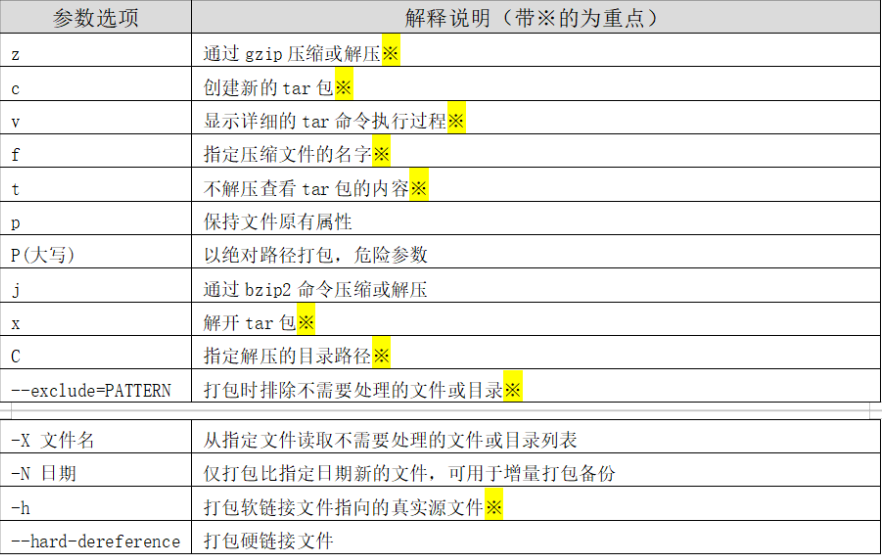 参数选项 解释说明（带※的为重点）
z 通过 gzip 压缩或解压※
c 创建新的 tar 包※
v 显示详细的 tar 命令执行过程※
f 指定压缩文件的名字※
t 不解压查看 tar 包的内容※
p 保持文件原有属性
P(大写) 以绝对路径打包，危险参数
j 通过 bzip2 命令压缩或解压
x 解开 tar 包※
C 指定解压的目录路径※
--exclude=PATTERN 打包时排除不需要处理的文件或目录※
-X 文件名 从指定文件读取不需要处理的文件或目录列表
-N 日期 仅打包比指定日期新的文件，可用于增量打包备份
-h 打包软链接文件指向的真实源文件※
--hard-dereference 打包硬链接文件